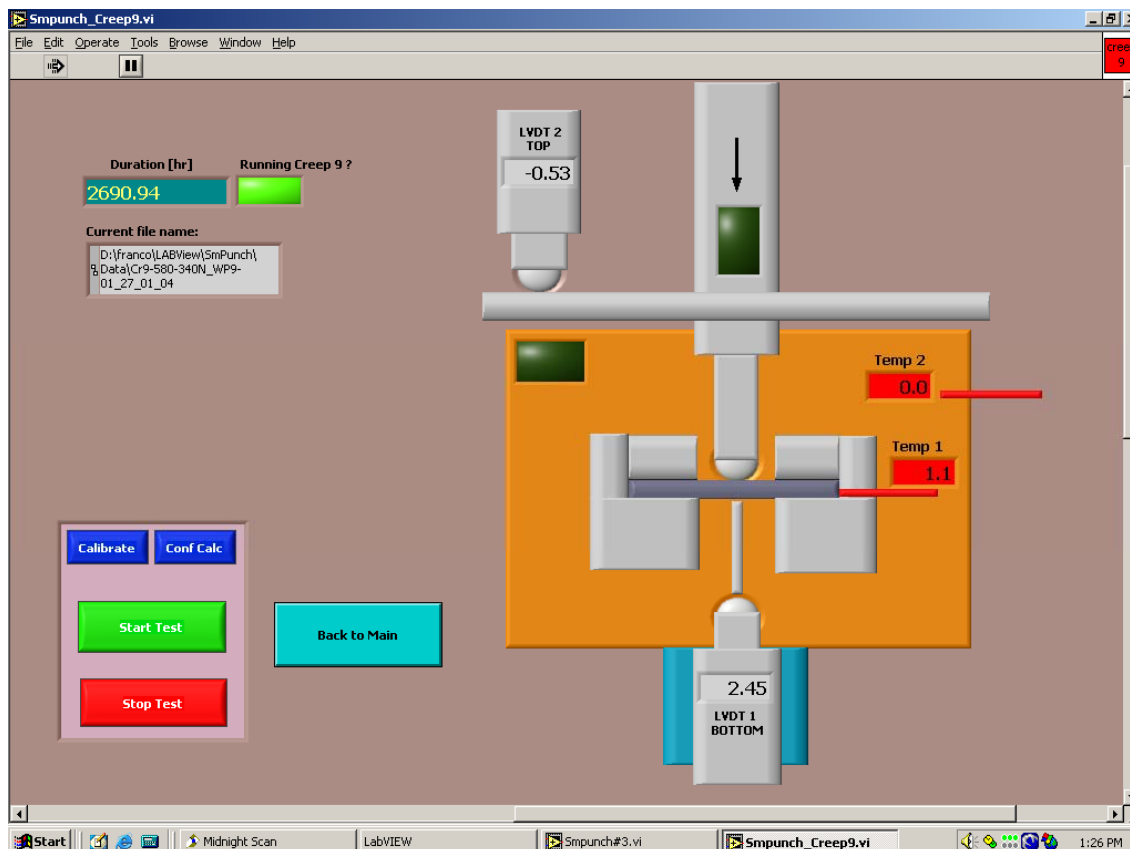 Smpunch_Creep9.vi
File Edit Operate Tools Browse Window Help
9
Duration [hr]
2690.94
Running Creep 9 ?
Current file name:
D:\franco\LABView\SmPunch\
Data\Cr9-580-340N_WP9-
01_27_01_04
LVDT 2
TOP
-0.53
Temp 2
0.0
Temp 1
1.1
Calibrate
Conf Calc
Start Test
Stop Test
Back to Main
2.45
LVDT 1
BOTTOM
Start
Midnight Scan
LabVIEW
Smpunch#3.vi
Smpunch_Creep9.vi
1:26 PM